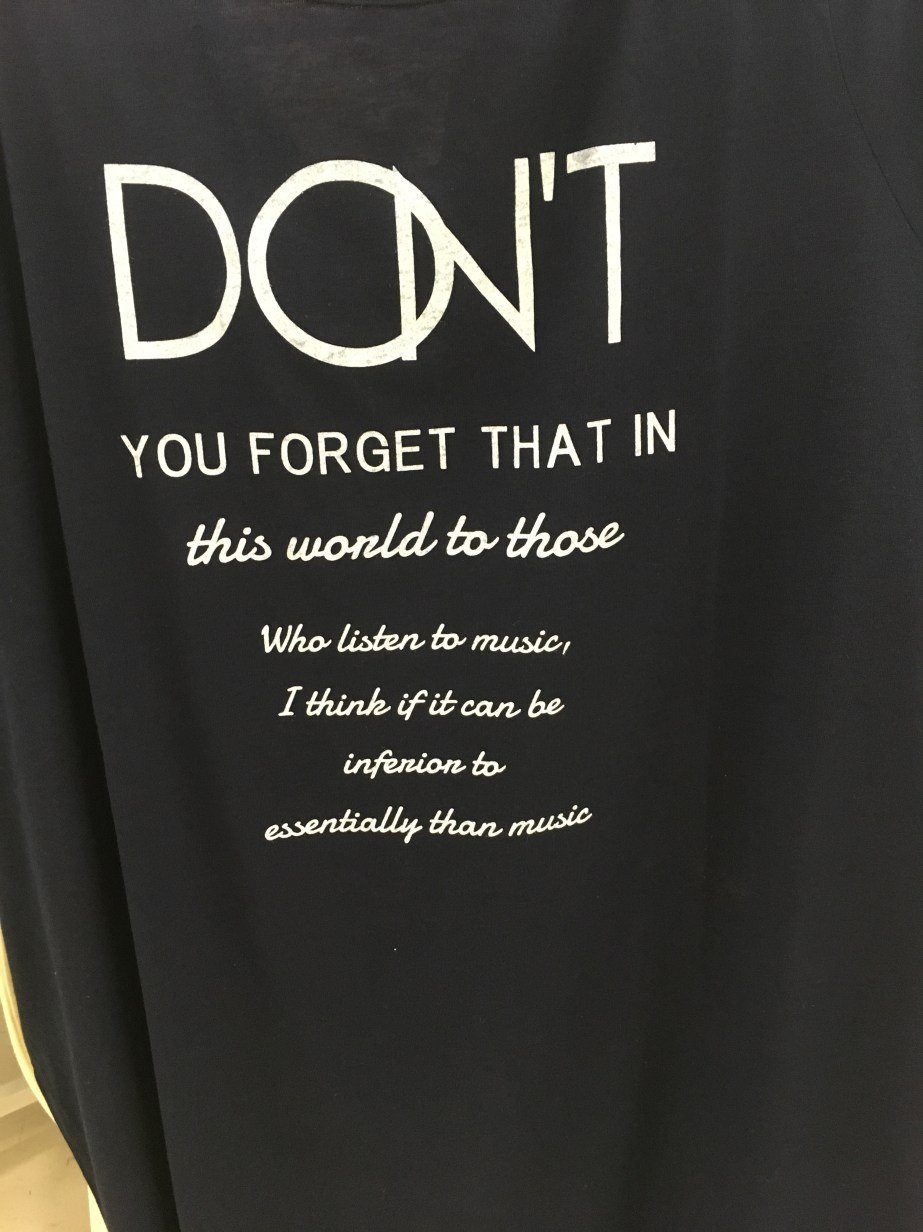 DON'T
YOU FORGET THAT IN
this world to those
Who listen to music,
I think if it can be
inferior to
essentially than music